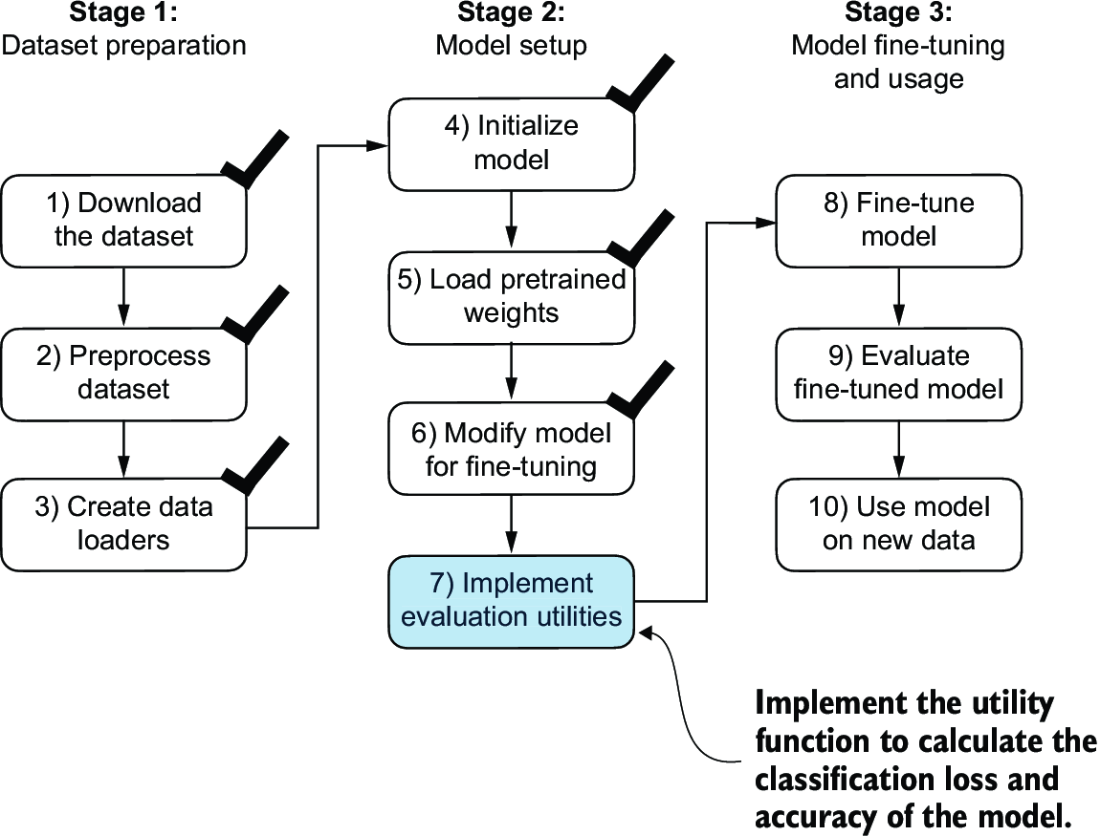 Stage 1:
Dataset preparation
1) Download
the dataset
2) Preprocess
dataset
3) Create data
loaders
Stage 2:
Model setup
4) Initialize
model
5) Load pretrained
weights
6) Modify model
for fine-tuning
7) Implement
evaluation utilities
Stage 3:
Model fine-tuning
and usage
8) Fine-tune
model
9) Evaluate
fine-tuned model
10) Use model
on new data
Implement the utility
function to calculate the
classification loss and
accuracy of the model.